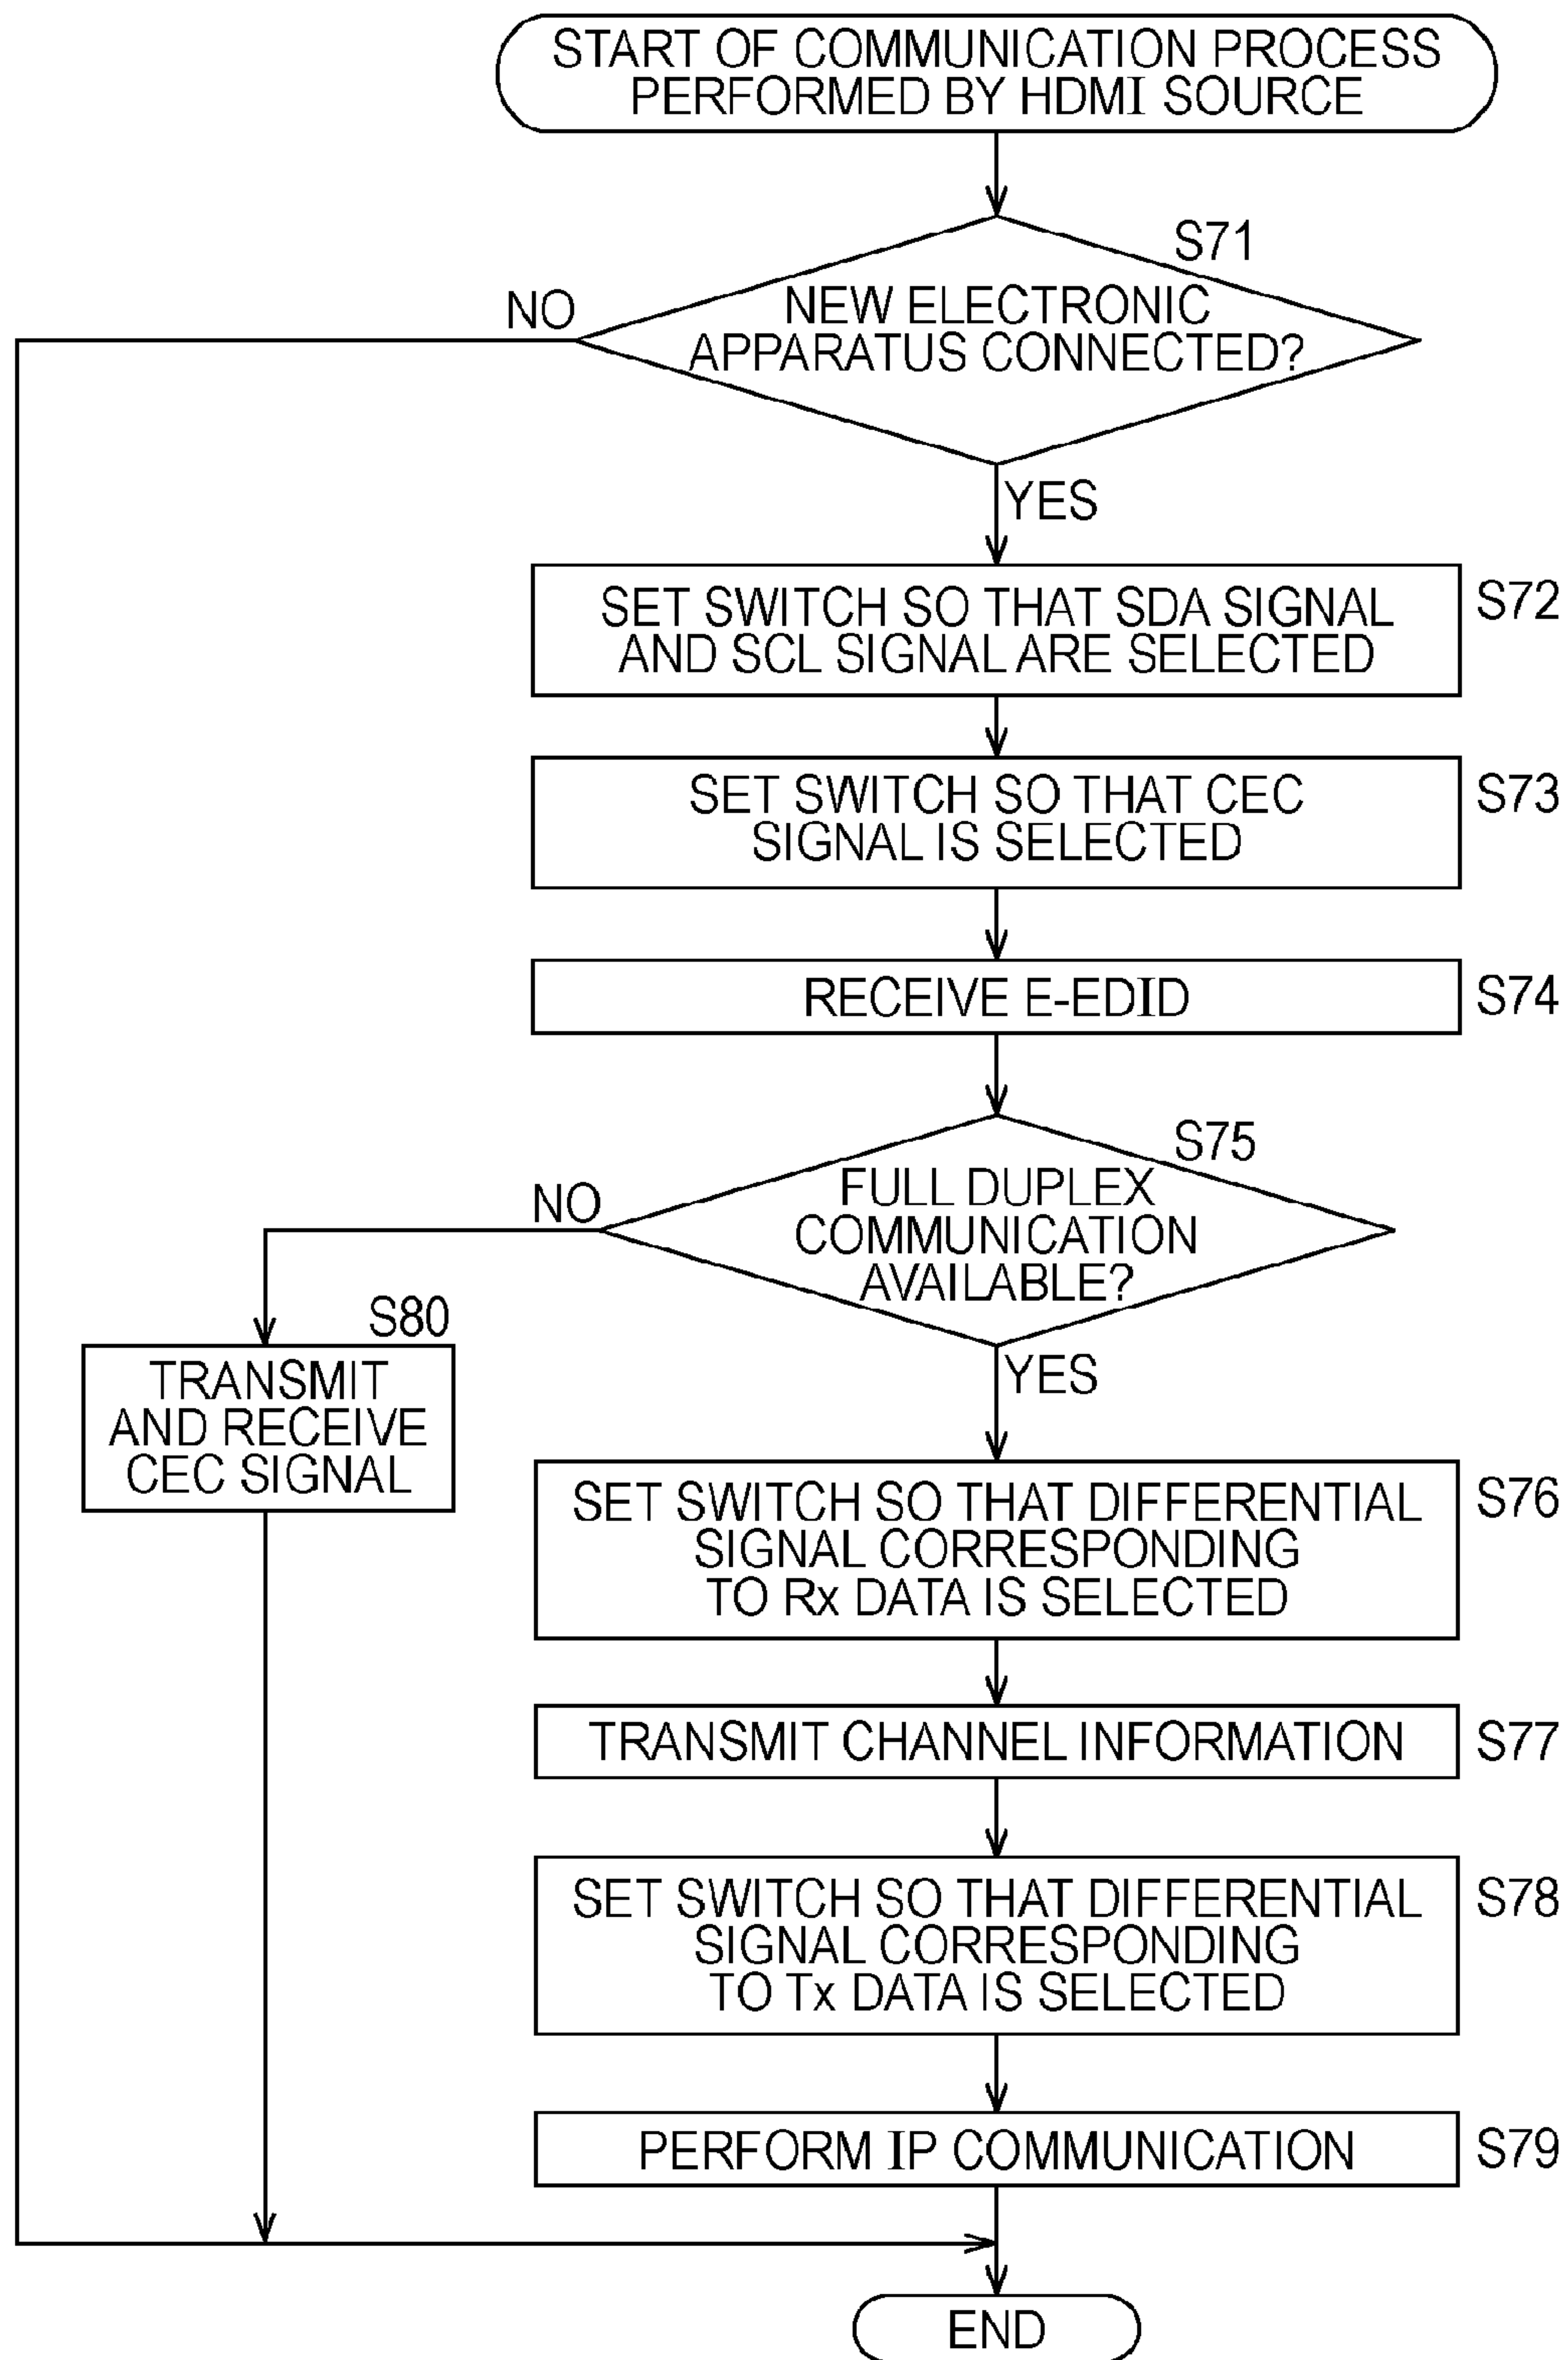 START OF COMMUNICATION PROCESS
PERFORMED BY HDMI SOURCE
S71
NO
NEW ELECTRONIC
APPARATUS CONNECTED?
YES
SET SWITCH SO THAT SDA SIGNAL
AND SCL SIGNAL ARE SELECTED
S72
SET SWITCH SO THAT CEC
SIGNAL IS SELECTED
S73
RECEIVE E-EDID
S74
S75
NO
FULL DUPLEX
COMMUNICATION
AVAILABLE?
S80
TRANSMIT
AND RECEIVE
CEC SIGNAL
YES
SET SWITCH SO THAT DIFFERENTIAL
SIGNAL CORRESPONDING
TO Rx DATA IS SELECTED
S76
TRANSMIT CHANNEL INFORMATION
S77
SET SWITCH SO THAT DIFFERENTIAL
SIGNAL CORRESPONDING
TO Tx DATA IS SELECTED
S78
PERFORM IP COMMUNICATION
S79
END